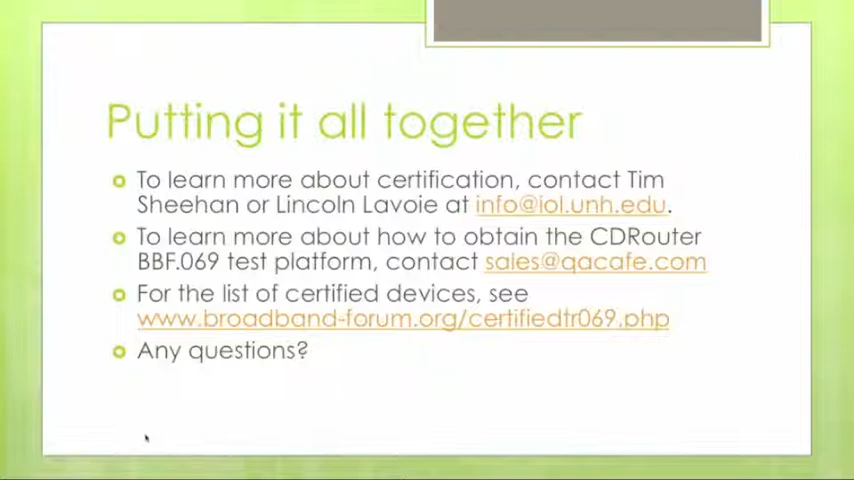 Putting it all together
To learn more about certification, contact Tim
Sheehan or Lincoln Lavoie at info@iol.unh.edu.
To learn more about how to obtain the CDRouter
BBF.069 test platform, contact sales@qacafe.com
For the list of certified devices, see
www.broadband-forum.org/certifiedtr069.php
Any questions?